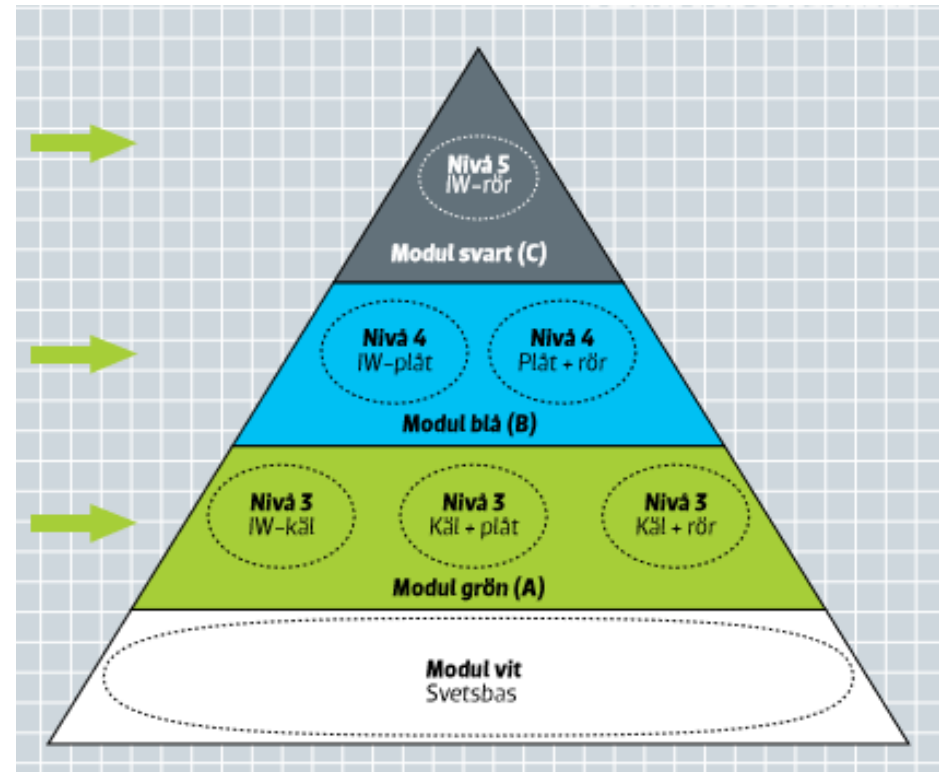 Nivå 5
IW-rör
Modul svart (C)
Nivå 4
IW-plåt
Nivå 4
Plåt + rör
Modul blå (B)
Nivå 3
IW-käl
Nivå 3
Käl + plåt
Nivå 3
Käl + rör
Modul grön (A)
Modul vit
Svetsbas